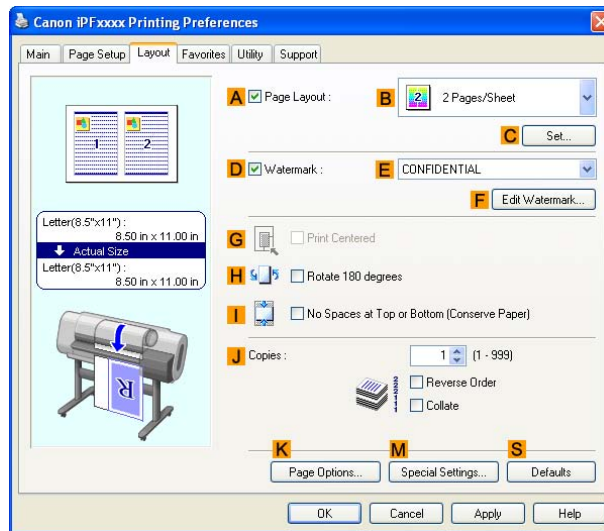 Canon iPFxxxx Printing Preferences
Main Page Setup Layout Favorites Utility Support
1 2
A Page Layout : B 2 2 Pages/Sheet
C Set...
D Watermark : E CONFIDENTIAL
F Edit Watermark...
Letter(8.5"x11") :
8.50 in x 11.00 in
Actual Size
Letter(8.5"x11") :
8.50 in x 11.00 in
G Print Centered
H Rotate 180 degrees
I No Spaces at Top or Bottom (Conserve Paper)
R
J Copies : 1 (1 - 999)
Reverse Order
Collate
K M S
Page Options... Special Settings... Defaults
OK Cancel Apply Help